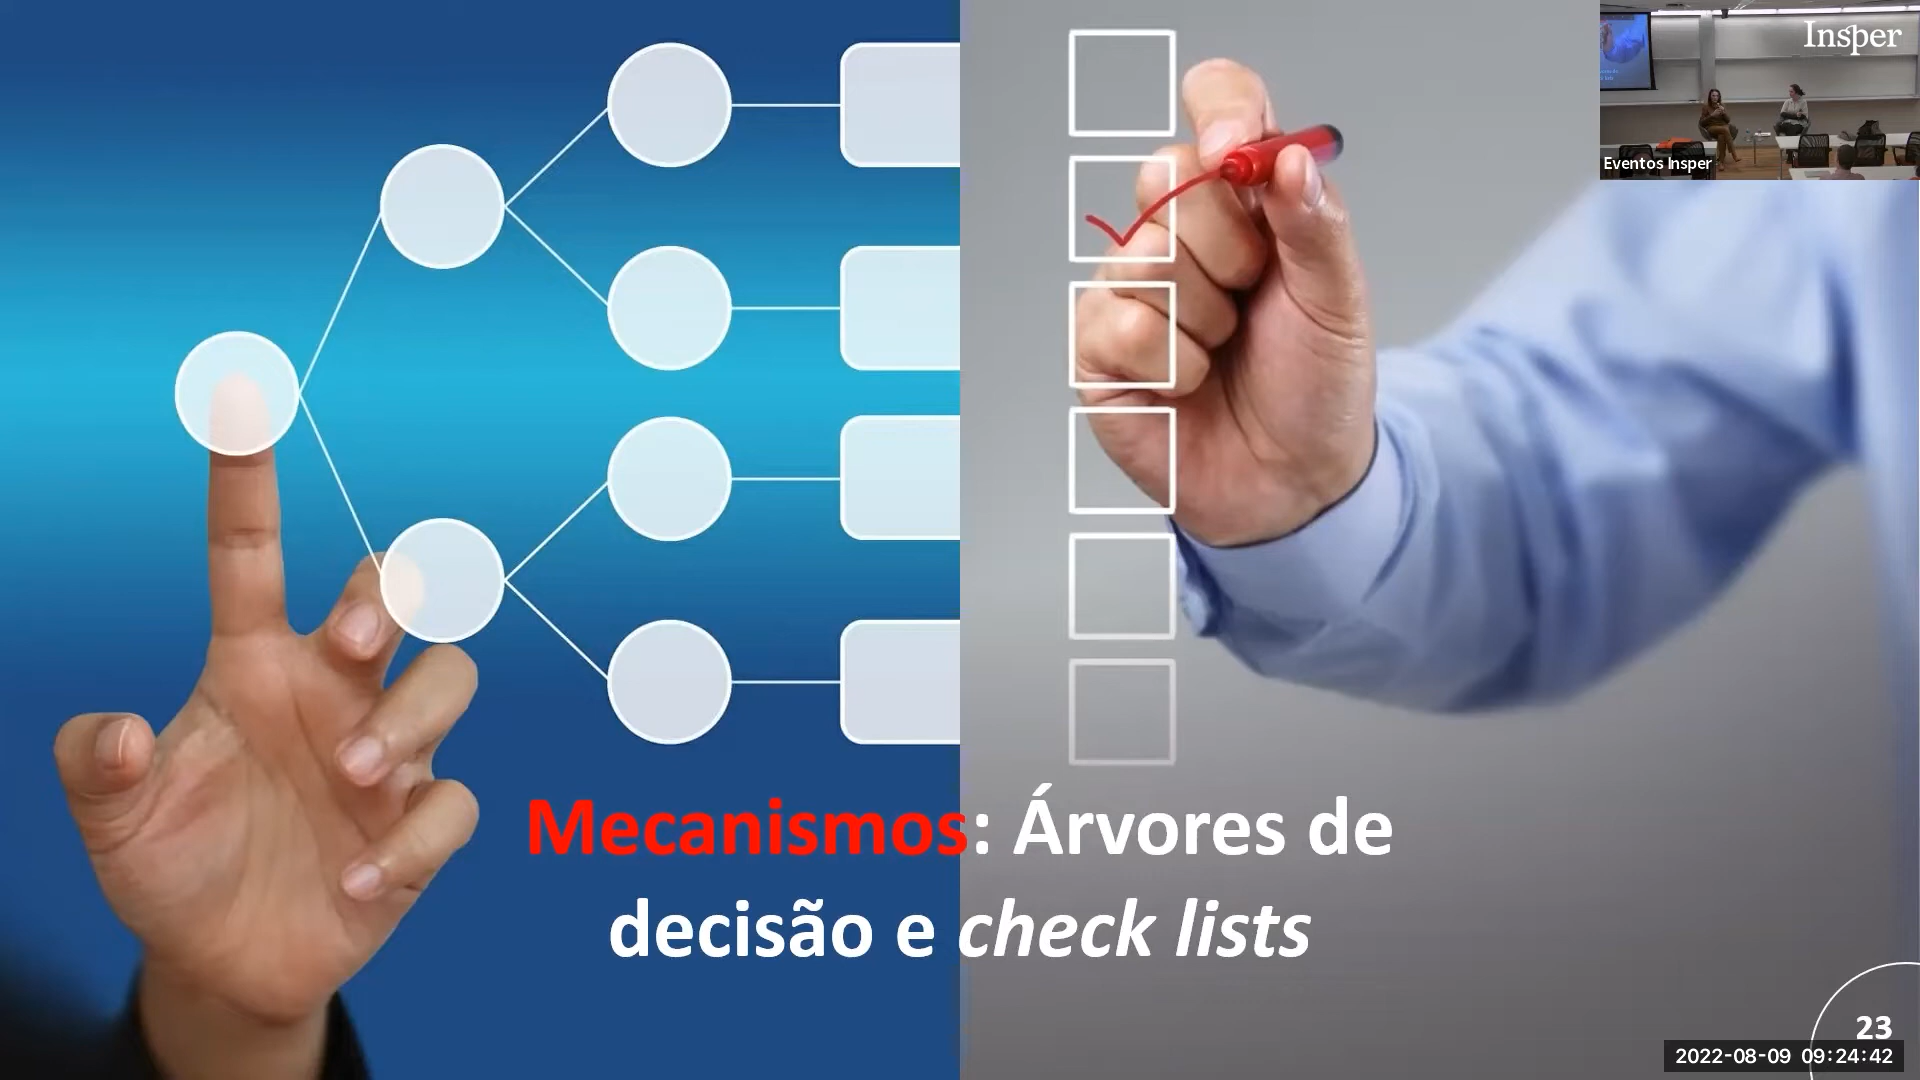 Insper
Eventos Insper
Mecanismos: Árvores de
decisão e check lists
23
2022-08-09 09:24:42